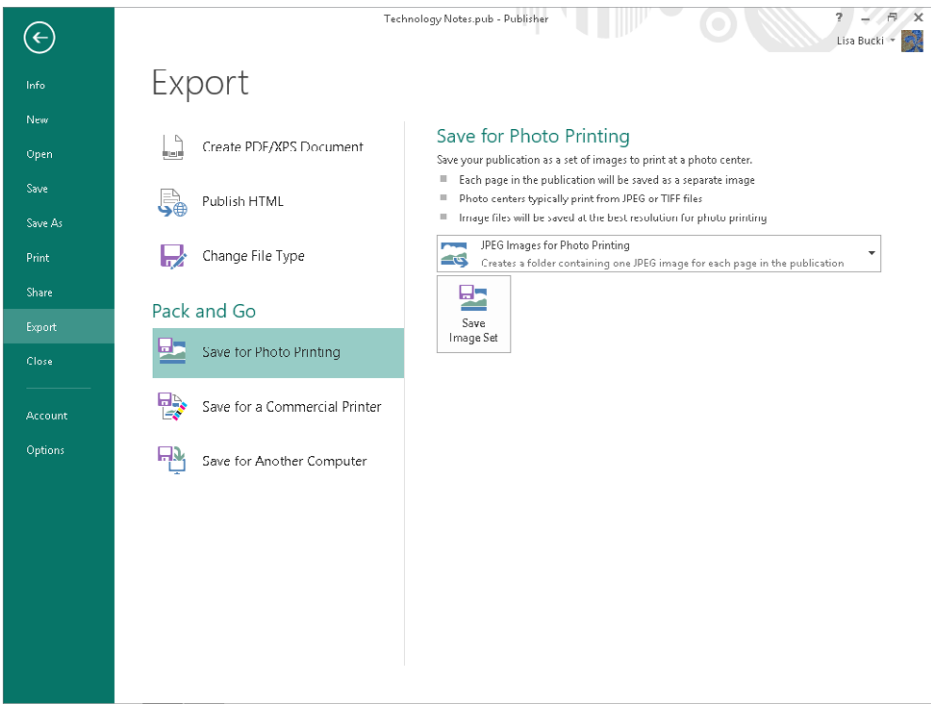 Technology Notes.pub - Publisher
?
Lisa Bucki
Info
New
Open
Save
Save As
Print
Share
Export
Close
Account
Options
Export
Create PDF/XPS Document
Publish HTML
Change File Type
Pack and Go
Save for Photo Printing
Save for a Commercial Printer
Save for Another Computer
Save for Photo Printing
Save your publication as a set of images to print at a photo center.
Each page in the publication will be saved as a separate image
Photo centers typically print from JPEG or TIFF files
Image files will be saved at the best resolution for photo printing
JPEG Images for Photo Printing
Creates a folder containing one JPEG image for each page in the publication
Save
Image Set